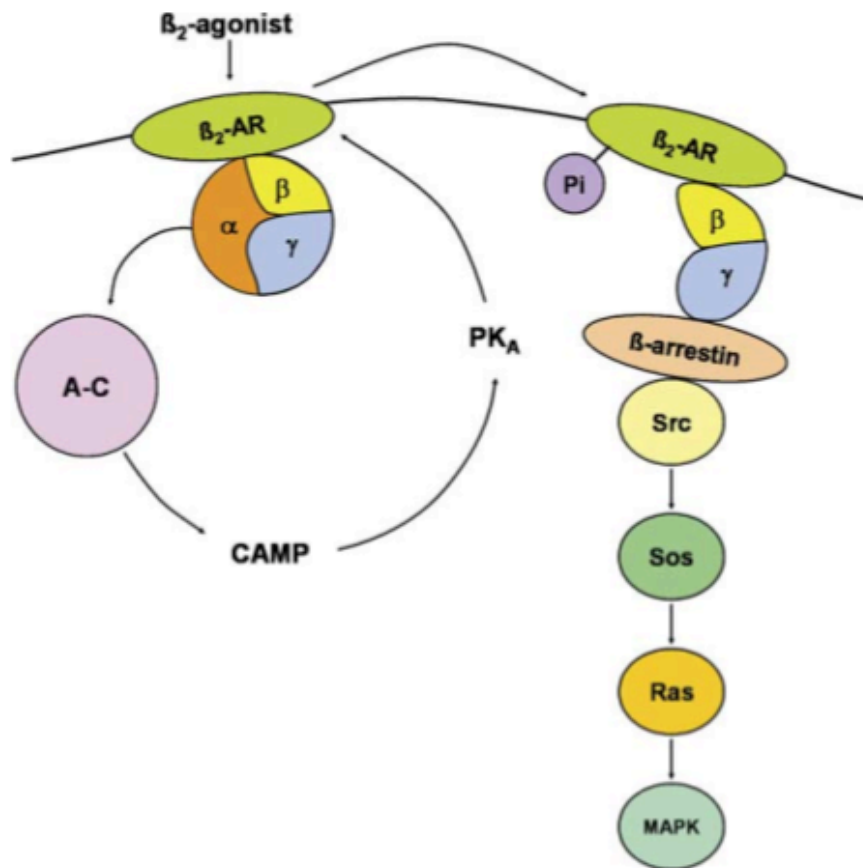 ß₂-agonist
ß₂-AR
β
α
γ
A-C
CAMP
PKA
ß₂-AR
Pi
β
γ
ß-arrestin
Src
Sos
Ras
MAPK